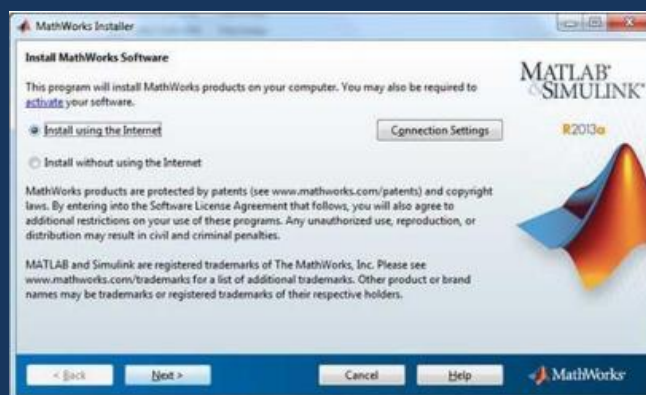 MathWorks Installer
Install MathWorks Software
This program will install MathWorks products on your computer. You may also be required to
activate your software.
Install using the Internet
Connection Settings
Install without using the Internet
MathWorks products are protected by patents (see www.mathworks.com/patents) and copyright
laws. By entering into the Software License Agreement that follows, you will also agree to
additional restrictions on your use of these programs. Any unauthorized use, reproduction, or
distribution may result in civil and criminal penalties.
MATLAB and Simulink are registered trademarks of The MathWorks, Inc. Please see
www.mathworks.com/trademarks for a list of additional trademarks. Other product or brand
names may be trademarks or registered trademarks of their respective holders.
MATLAB®
&SIMULINK®
R2013a
< Back
Next >
Cancel
Help
MathWorks®